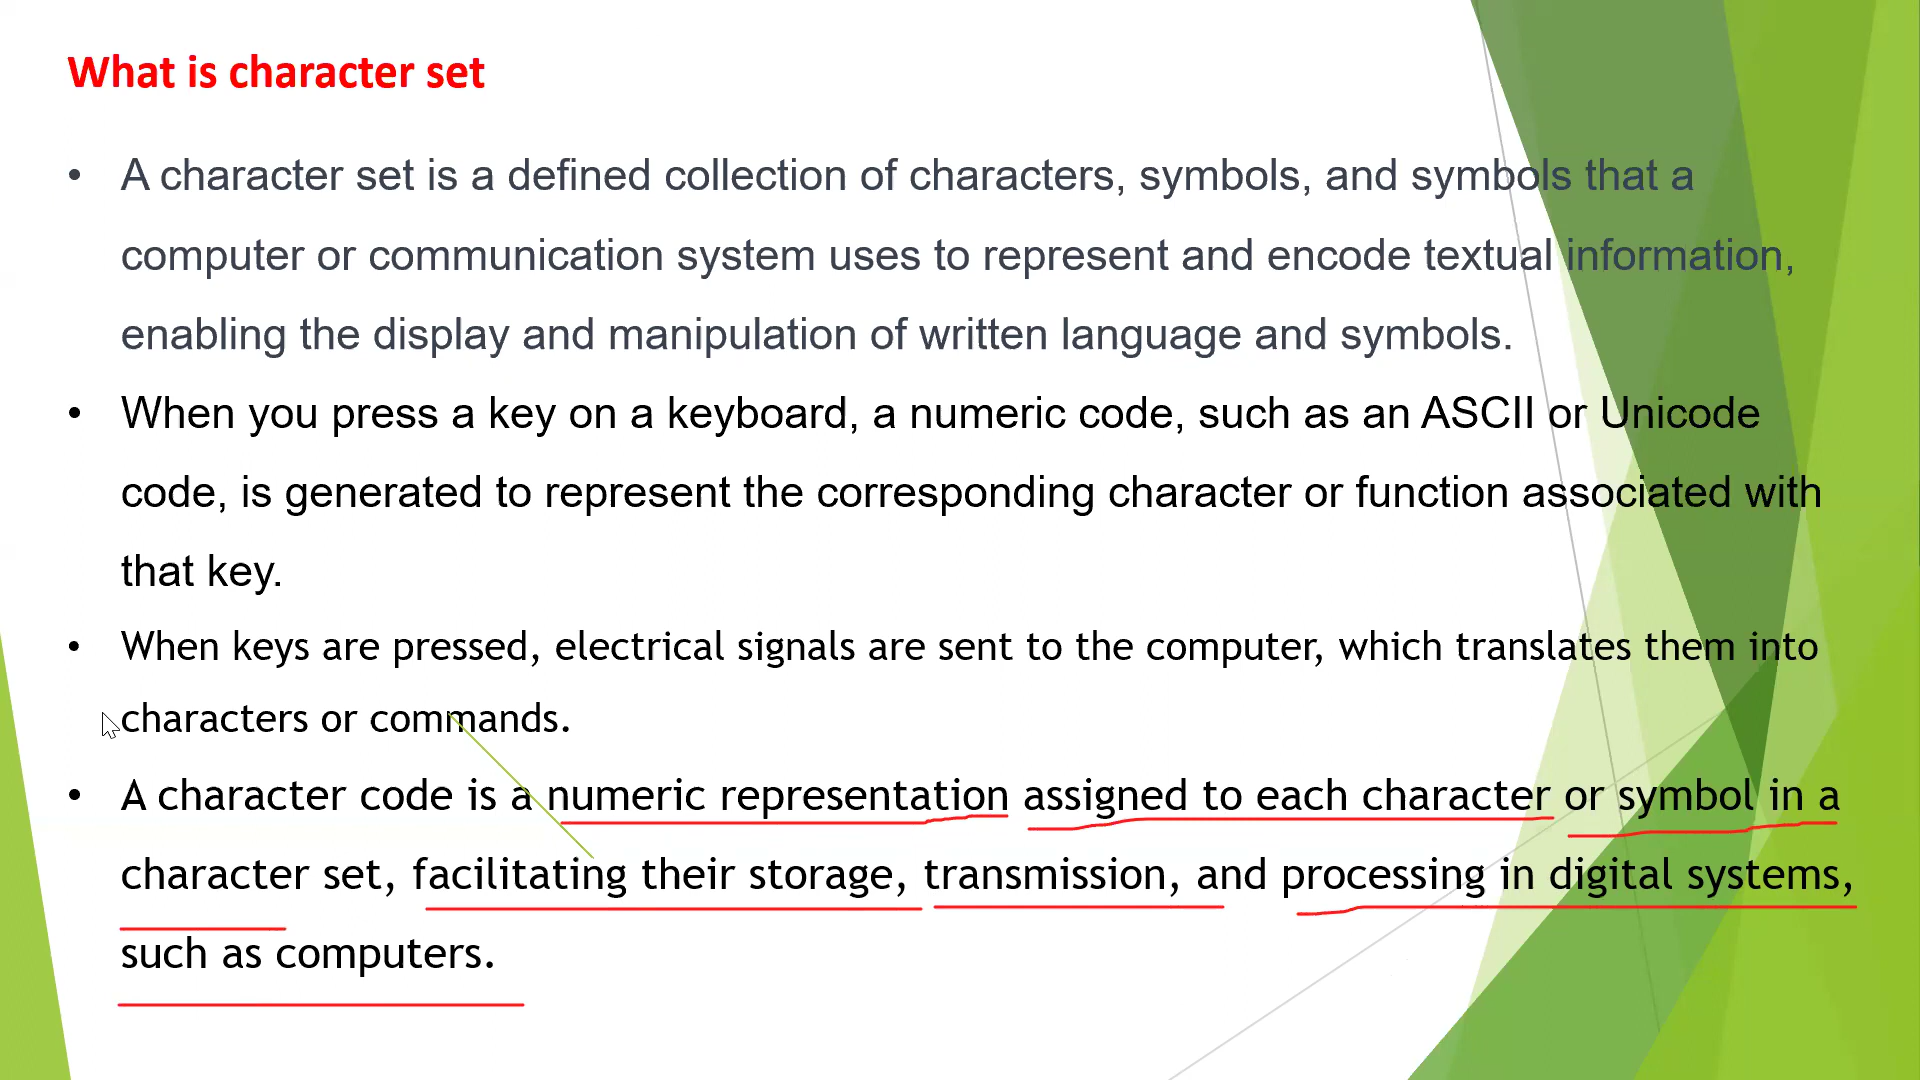 What is character set
• A character set is a defined collection of characters, symbols, and symbols that a
computer or communication system uses to represent and encode textual information,
enabling the display and manipulation of written language and symbols.
• When you press a key on a keyboard, a numeric code, such as an ASCII or Unicode
code, is generated to represent the corresponding character or function associated with
that key.
• When keys are pressed, electrical signals are sent to the computer, which translates them into
characters or commands.
• A character code is a numeric representation assigned to each character or symbol in a
character set, facilitating their storage, transmission, and processing in digital systems,
such as computers.